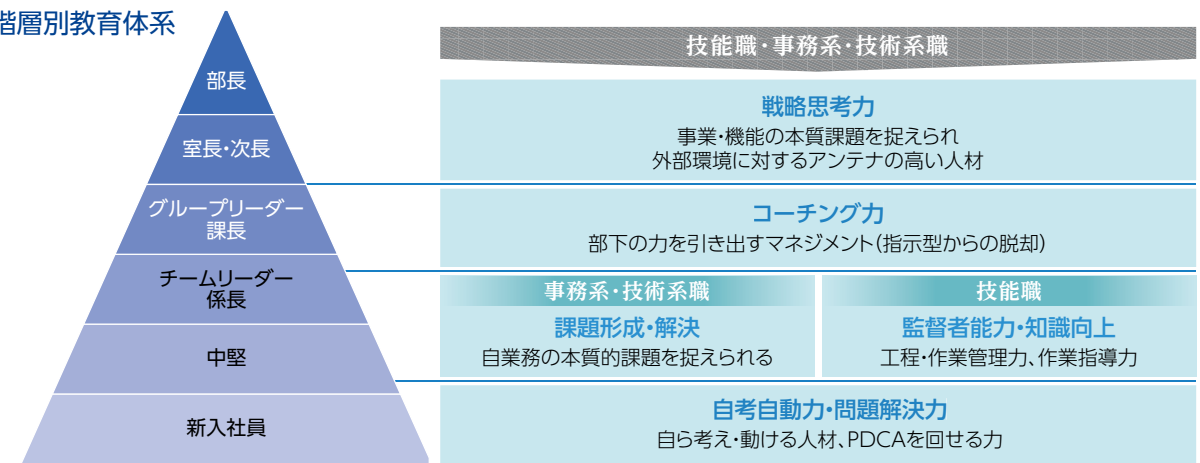 階層別教育体系
部長
室長・次長
グループリーダー
課長
チームリーダー
係長
中堅
新入社員
技能職・事務系・技術系職
戦略思考力
事業・機能の本質課題を捉えられ
外部環境に対するアンテナの高い人材
コーチング力
部下の力を引き出すマネジメント（指示型からの脱却）
事務系・技術系職
課題形成・解決
自業務の本質的課題を捉えられる
技能職
監督者能力・知識向上
工程・作業管理力、作業指導力
自考自動力・問題解決力
自ら考え・動ける人材、PDCAを回せる力